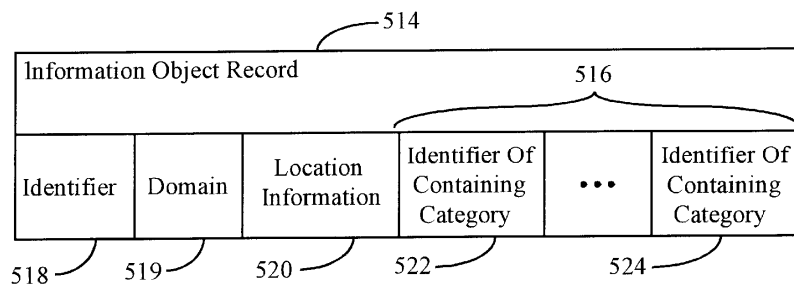 514
Information Object Record
516
Identifier
Domain
Location
Information
Identifier Of
Containing
Category
•••
Identifier Of
Containing
Category
518
519
520
522
524